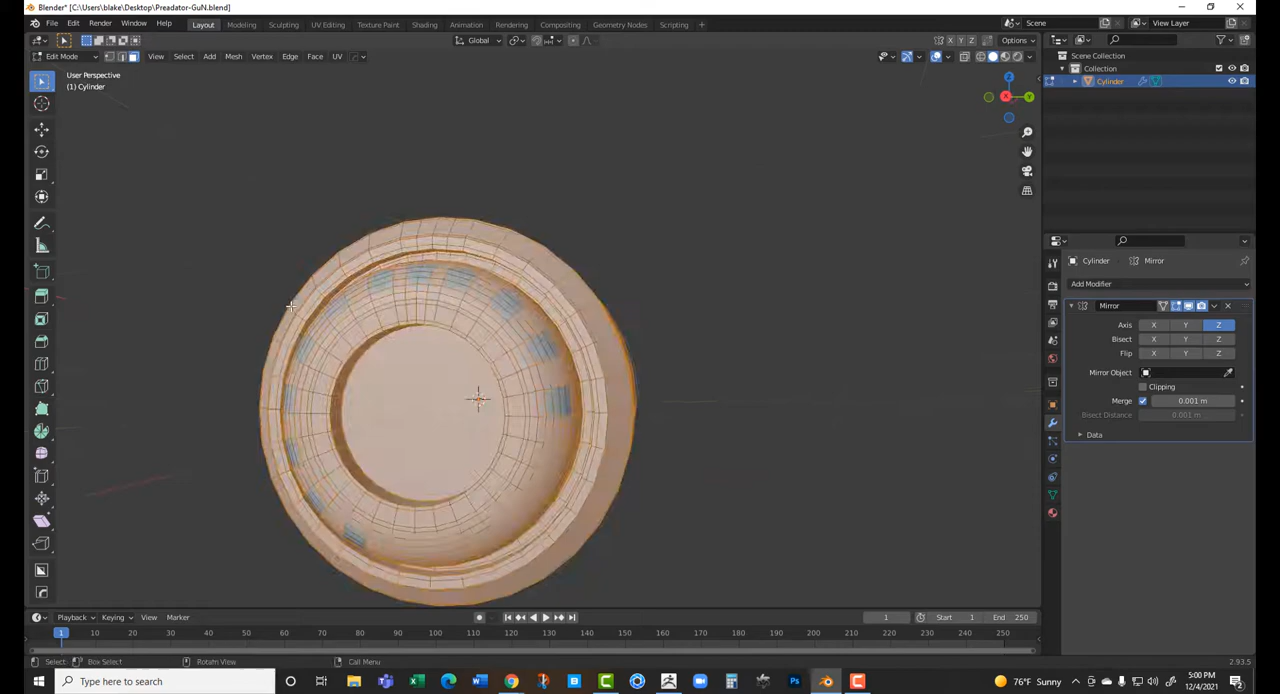 Blender* [C:\Users\blake\Desktop\Preadator-GuN.blend]
File Edit Render Window Help Layout Modeling Sculpting UV Editing Texture Paint Shading Animation Rendering Compositing Geometry Nodes Scripting + Scene View Layer
Global X Y Z Options
Edit Mode View Select Add Mesh Vertex Edge Face UV
User Perspective
(1) Cylinder
Scene Collection
Collection
Cylinder
Z
X
Y
Cylinder Mirror
Add Modifier
Mirror
Axis X Y Z
Bisect X Y Z
Flip X Y Z
Mirror Object
Clipping
Merge 0.001 m
Bisect Distance 0.001 m
Data
Playback Keying View Marker 1 Start 1 End 250
1 10 20 30 40 50 60 70 80 90 100 110 120 130 140 150 160 170 180 190 200 210 220 230 240 250
Select Box Select Rotate View Call Menu 2.93.5
Type here to search 76°F Sunny 5:00 PM
12/4/2021